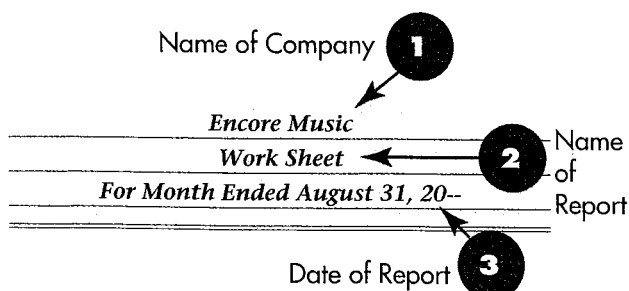 Name of Company 1
Encore Music
Work Sheet
2
Name
of
Report
For Month Ended August 31, 20--
Date of Report 3